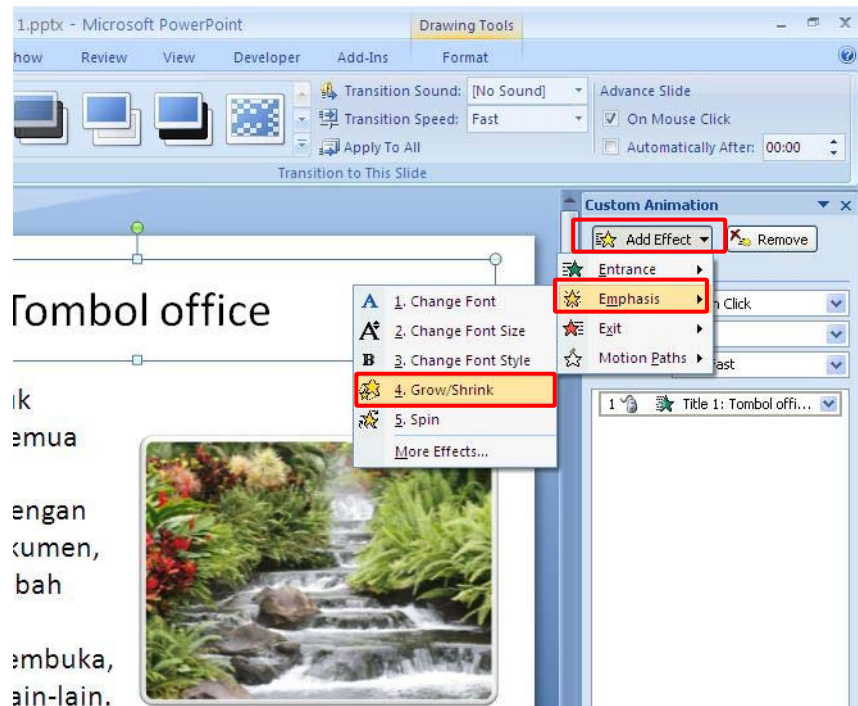 1.pptx - Microsoft PowerPoint
Drawing Tools
Review View Developer Add-Ins Format
Transition Sound: [No Sound]
Transition Speed: Fast
Apply To All
Transition to This Slide
Advance Slide
On Mouse Click
Automatically After: 00:00
Custom Animation
Add Effect
Remove
Entrance
Emphasis
Exit
Motion Paths
Click
1. Change Font
2. Change Font Size
3. Change Font Style
4. Grow/Shrink
5. Spin
More Effects...
1 Title 1: Tombol offi...
Tombol office
emua
engan
kumen,
bah
embuka,
ain-lain.